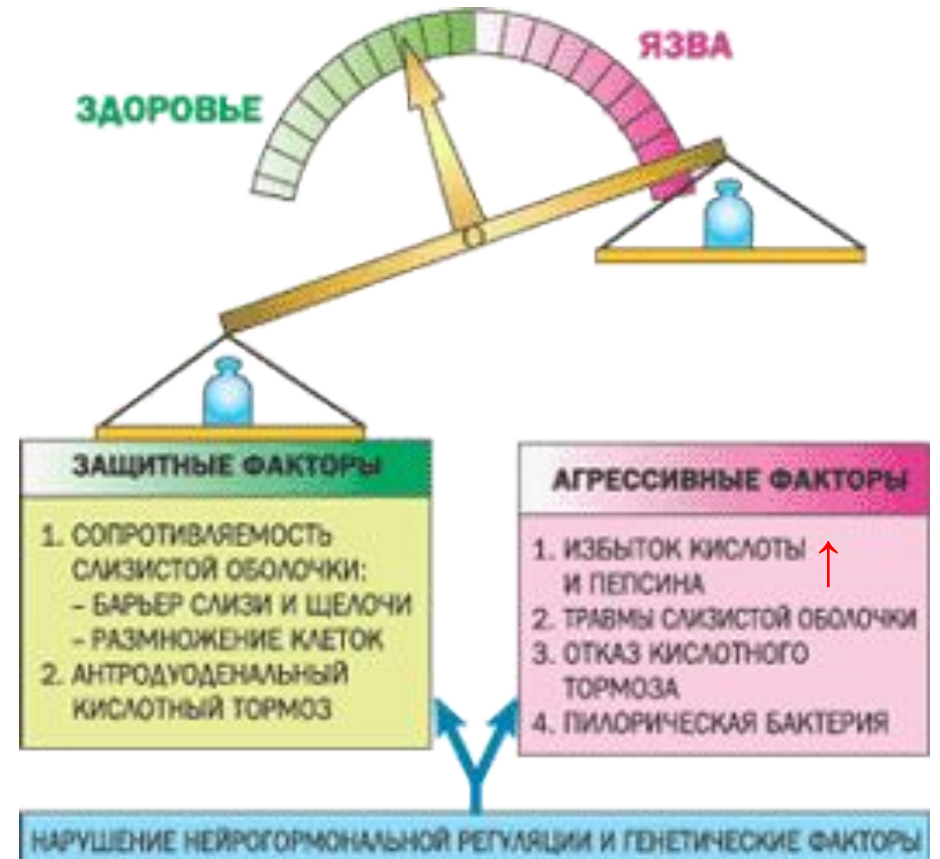 ЯЗВА
ЗДОРОВЬЕ
ЗАЩИТНЫЕ ФАКТОРЫ
1. СОПРОТИВЛЯЕМОСТЬ
СЛИЗИСТОЙ ОБОЛОЧКИ:
– БАРЬЕР СЛИЗИ И ЩЕЛОЧИ
– РАЗМНОЖЕНИЕ КЛЕТОК
2. АНТРОДУОДЕНАЛЬНЫЙ
КИСЛОТНЫЙ ТОРМОЗ
АГРЕССИВНЫЕ ФАКТОРЫ
1. ИЗБЫТОК КИСЛОТЫ ↑
И ПЕПСИНА
2. ТРАВМЫ СЛИЗИСТОЙ ОБОЛОЧКИ
3. ОТКАЗ КИСЛОТНОГО
ТОРМОЗА
4. ПИЛОРИЧЕСКАЯ БАКТЕРИЯ
НАРУШЕНИЕ НЕЙРОГОРМОНАЛЬНОЙ РЕГУЛЯЦИИ И ГЕНЕТИЧЕСКИЕ ФАКТОРЫ